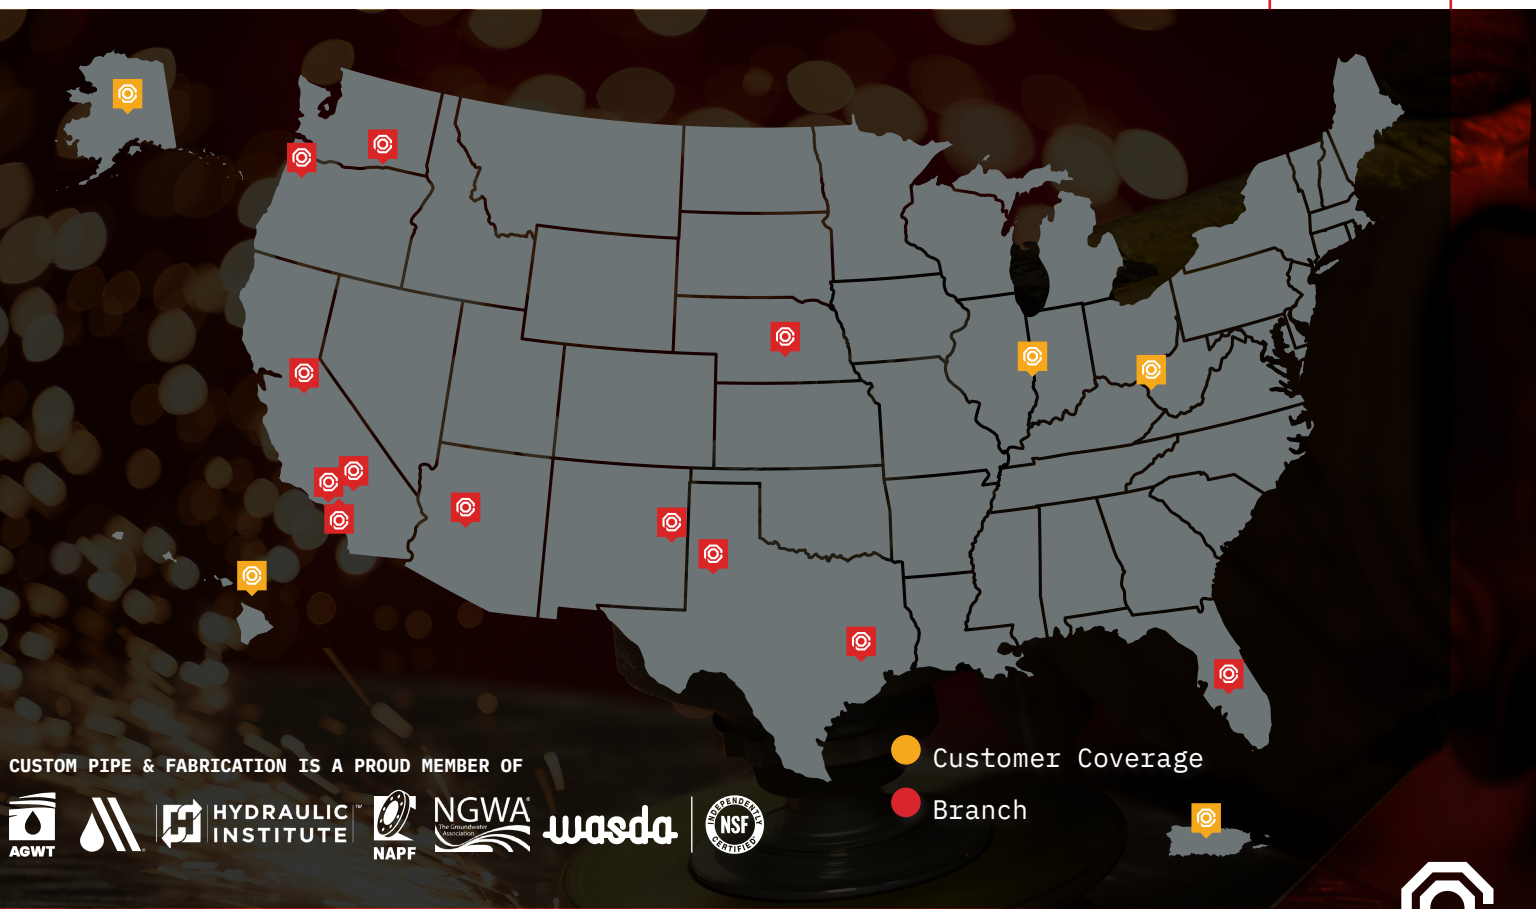 CUSTOM PIPE & FABRICATION IS A PROUD MEMBER OF
AGWT
HYDRAULIC
INSTITUTE
™
NAPF
NGWA®
The Groundwater
Association
wasda
INDEPENDENTLY
NSF
CERTIFIED
Customer Coverage
Branch